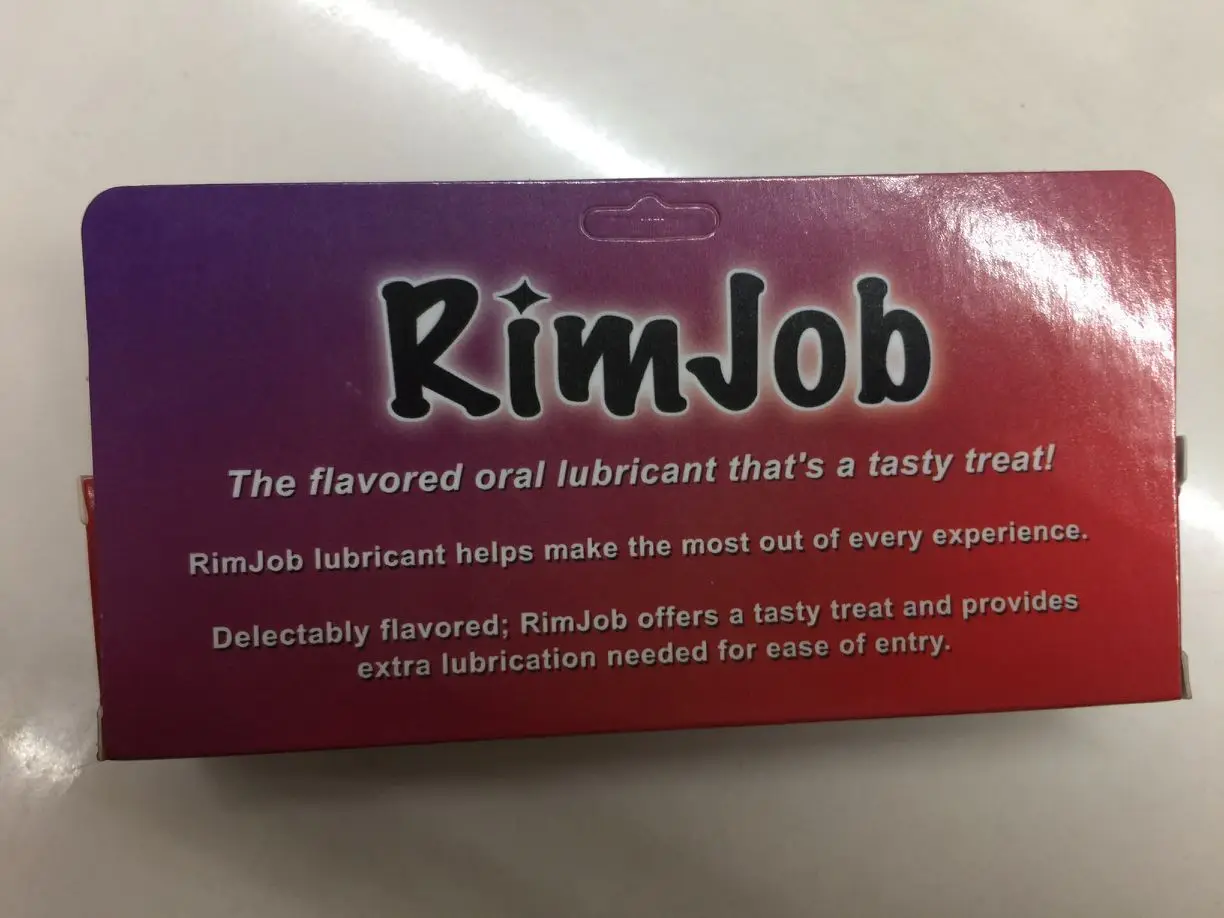 RimJob
The flavored oral lubricant that's a tasty treat!
RimJob lubricant helps make the most out of every experience.
Delectably flavored; RimJob offers a tasty treat and provides
extra lubrication needed for ease of entry.